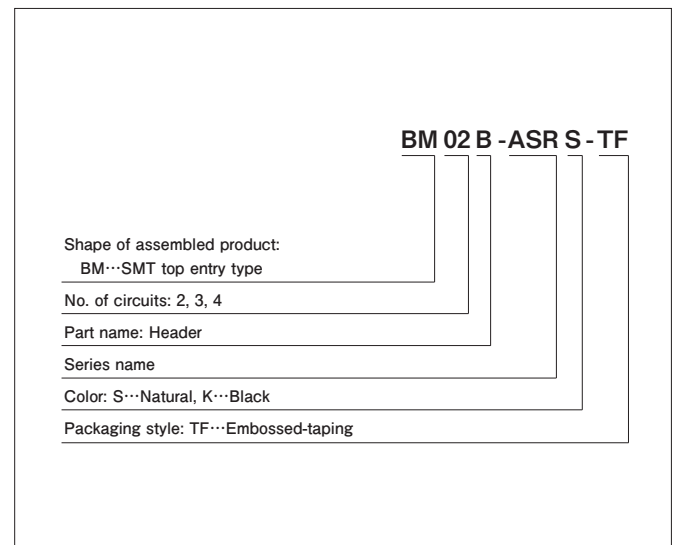 BM 02 B -ASR S - TF
Shape of assembled product:
BM···SMT top entry type
No. of circuits: 2, 3, 4
Part name: Header
Series name
Color: S···Natural, K···Black
Packaging style: TF···Embossed-taping